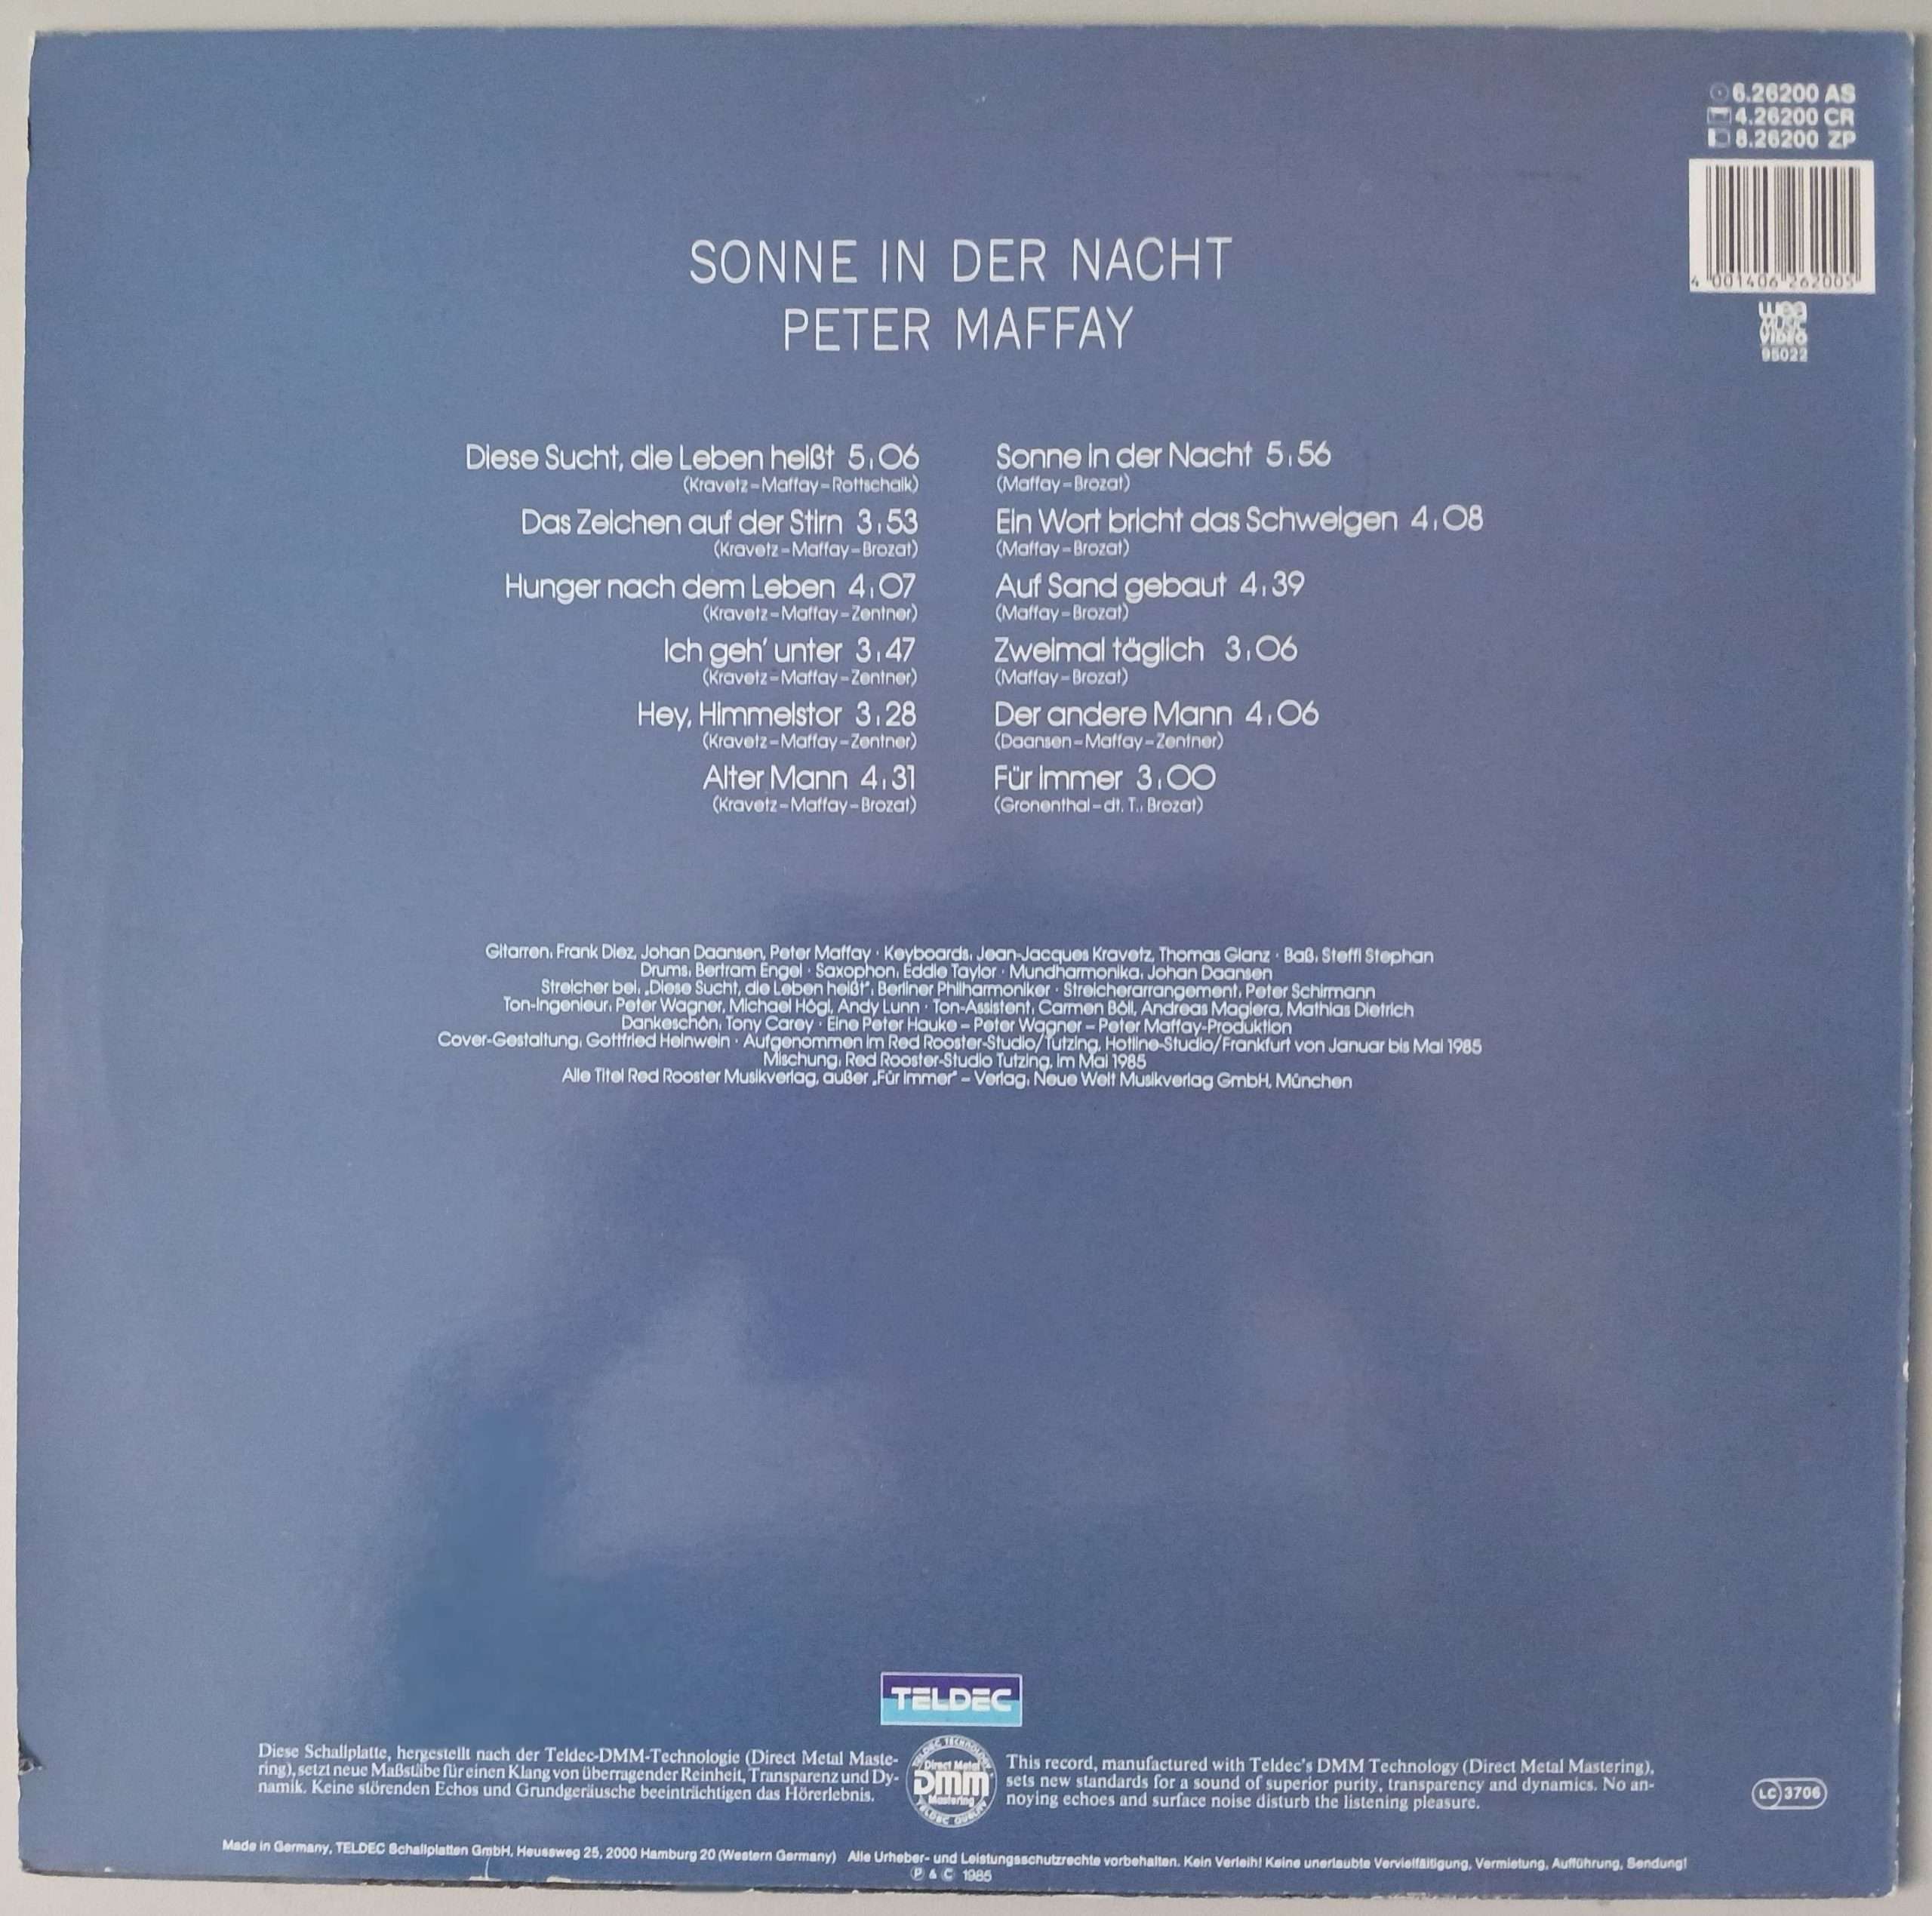 6.26200 AS
4.26200 CR
8.26200 ZP
4 001406 262005
wea
MUSIC
VIDEO
95022
SONNE IN DER NACHT
PETER MAFFAY
Diese Sucht, die Leben heißt 5:06
(Kravetz-Maffay-Rottschalk)
Das Zeichen auf der Stirn 3:53
(Kravetz-Maffay-Brozat)
Hunger nach dem Leben 4:07
(Kravetz-Maffay-Zentner)
Ich geh' unter 3:47
(Kravetz-Maffay-Zentner)
Hey, Himmelstor 3:28
(Kravetz-Maffay-Zentner)
Alter Mann 4:31
(Kravetz-Maffay-Brozat)
Sonne in der Nacht 5:56
(Maffay-Brozat)
Ein Wort bricht das Schweigen 4:08
(Maffay-Brozat)
Auf Sand gebaut 4:39
(Maffay-Brozat)
Zweimal täglich 3:06
(Maffay-Brozat)
Der andere Mann 4:06
(Daansen-Maffay-Zentner)
Für immer 3:00
(Gronenthal-dt. T.: Brozat)
Gitarren: Frank Diez, Johan Daansen, Peter Maffay · Keyboards: Jean-Jacques Kravetz, Thomas Glanz · Baß: Steffi Stephan
Drums: Bertram Engel · Saxophon: Eddie Taylor · Mundharmonika: Johan Daansen
Streicher bei: „Diese Sucht, die Leben heißt": Berliner Philharmoniker · Streicherarrangement: Peter Schirmann
Ton-Ingenieur: Peter Wagner, Michael Högl, Andy Lunn · Ton-Assistent: Carmen Böll, Andreas Magiera, Mathias Dietrich
Dankeschön: Tony Carey · Eine Peter Hauke – Peter Wagner – Peter Maffay-Produktion
Cover-Gestaltung: Gottfried Helnwein · Aufgenommen im Red Rooster-Studio/Tutzing, Hotline-Studio/Frankfurt von Januar bis Mai 1985
Mischung: Red Rooster-Studio Tutzing, im Mai 1985
Alle Titel Red Rooster Musikverlag, außer „Für immer" – Verlag: Neue Welt Musikverlag GmbH, München
TELDEC
Diese Schallplatte, hergestellt nach der Teldec-DMM-Technologie (Direct Metal Maste-
ring), setzt neue Maßstäbe für einen Klang von überragender Reinheit, Transparenz und Dy-
namik. Keine störenden Echos und Grundgeräusche beeinträchtigen das Hörerlebnis.
TELDEC TECHNOLOGY
Direct Metal
DMM
Mastering
TELDEC QUALITY
This record, manufactured with Teldec's DMM Technology (Direct Metal Mastering),
sets new standards for a sound of superior purity, transparency and dynamics. No an-
noying echoes and surface noise disturb the listening pleasure.
LC 3706
Made in Germany, TELDEC Schallplatten GmbH, Heussweg 25, 2000 Hamburg 20 (Western Germany) Alle Urheber- und Leistungsschutzrechte vorbehalten. Kein Verleih! Keine unerlaubte Vervielfältigung, Vermietung, Aufführung, Sendung!
Ⓟ & © 1985